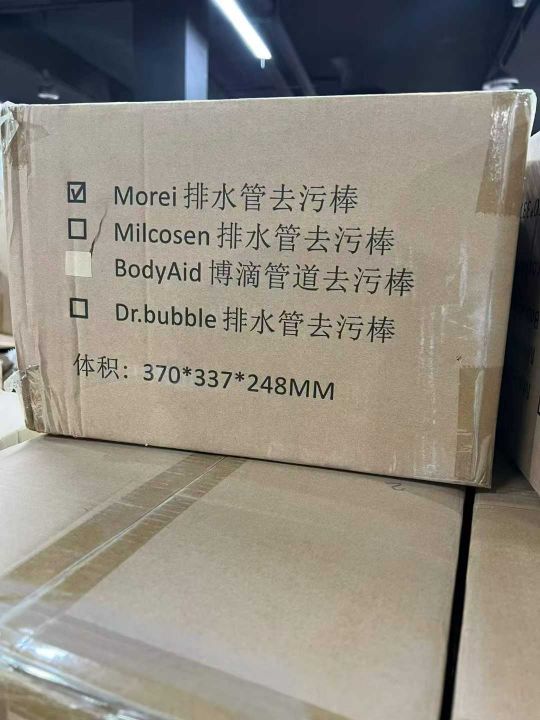 ☑ Morei 排水管去污棒
☐ Milcosen 排水管去污棒
BodyAid 博滴管道去污棒
☐ Dr.bubble 排水管去污棒
体积：370*337*248MM